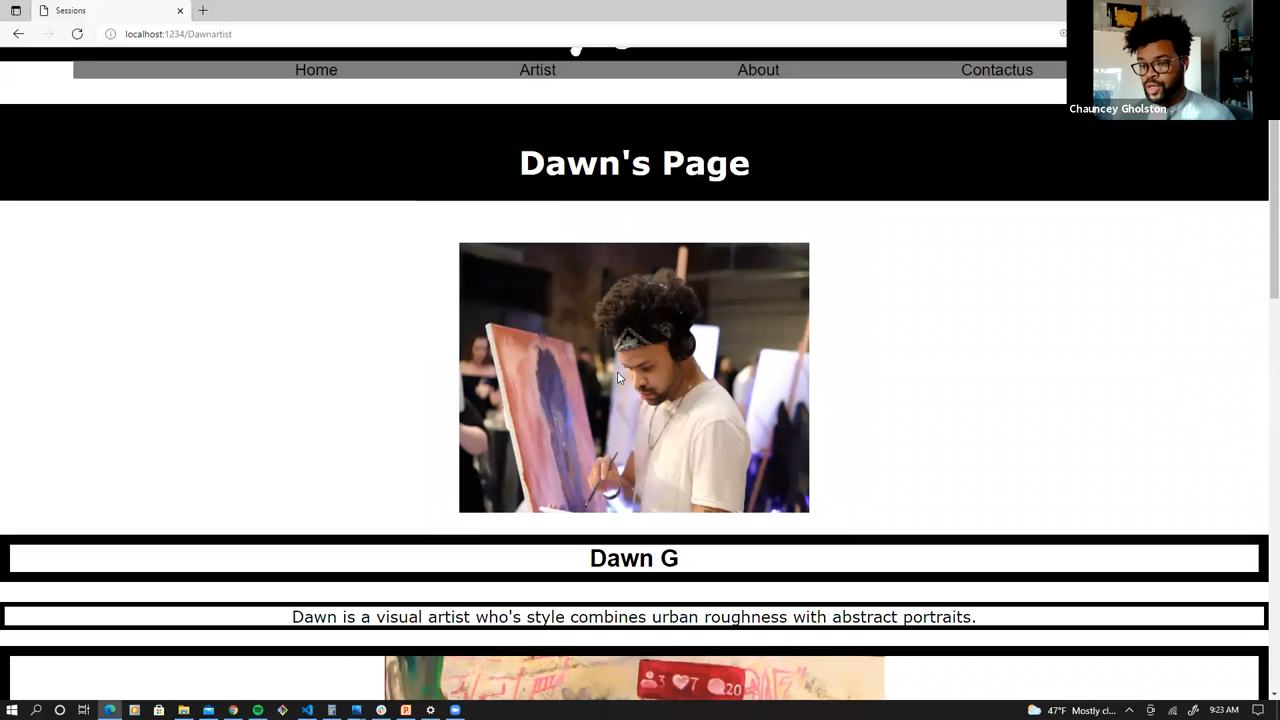 Sessions
localhost:1234/Dawnartist
Home Artist About Contactus
Chauncey Gholston
Dawn's Page
Dawn G
Dawn is a visual artist who's style combines urban roughness with abstract portraits.
3 7 20
47°F Mostly cl... 9:23 AM